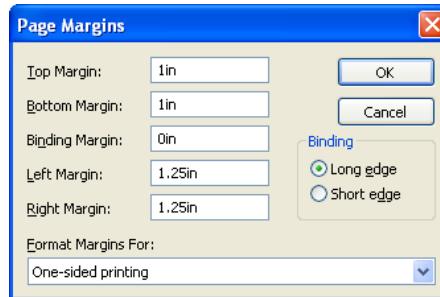 Page Margins
Top Margin: 1in
OK
Bottom Margin: 1in
Cancel
Binding Margin: 0in
Binding
Left Margin: 1.25in
Long edge
Short edge
Right Margin: 1.25in
Format Margins For:
One-sided printing